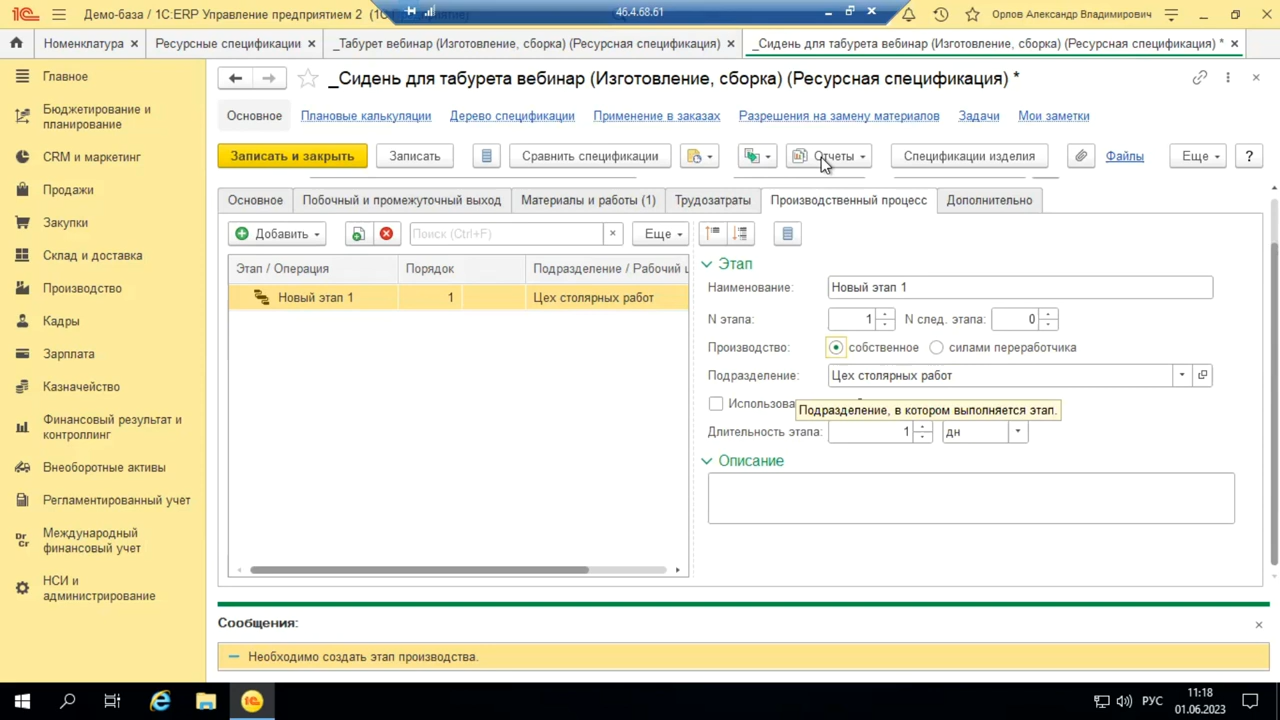 Демо-база / 1С:ERP Управление предприятием 2 (1С:
46.4.68.61
Орлов Александр Владимирович
Номенклатура
Ресурсные спецификации
_Табурет вебинар (Изготовление, сборка) (Ресурсная спецификация)
_Сидень для табурета вебинар (Изготовление, сборка) (Ресурсная спецификация) *
Главное
Бюджетирование и
планирование
CRM и маркетинг
Продажи
Закупки
Склад и доставка
Производство
Кадры
Зарплата
Казначейство
Финансовый результат и
контроллинг
Внеоборотные активы
Регламентированный учет
Международный
финансовый учет
НСИ и
администрирование
_Сидень для табурета вебинар (Изготовление, сборка) (Ресурсная спецификация) *
Основное
Плановые калькуляции
Дерево спецификации
Применение в заказах
Разрешения на замену материалов
Задачи
Мои заметки
Записать и закрыть
Записать
Сравнить спецификации
Отчеты
Спецификации изделия
Файлы
Еще
?
Основное
Побочный и промежуточный выход
Материалы и работы (1)
Трудозатраты
Производственный процесс
Дополнительно
Добавить
Поиск (Ctrl+F)
Еще
Этап / Операция
Порядок
Подразделение / Рабочий ц
Новый этап 1
1
Цех столярных работ
Этап
Наименование:
Новый этап 1
N этапа:
1
N след. этапа:
0
Производство:
собственное
силами переработчика
Подразделение:
Цех столярных работ
Использова
Подразделение, в котором выполняется этап.
Длительность этапа:
1
дн
Описание
Сообщения:
Необходимо создать этап производства.
РУС
11:18
01.06.2023